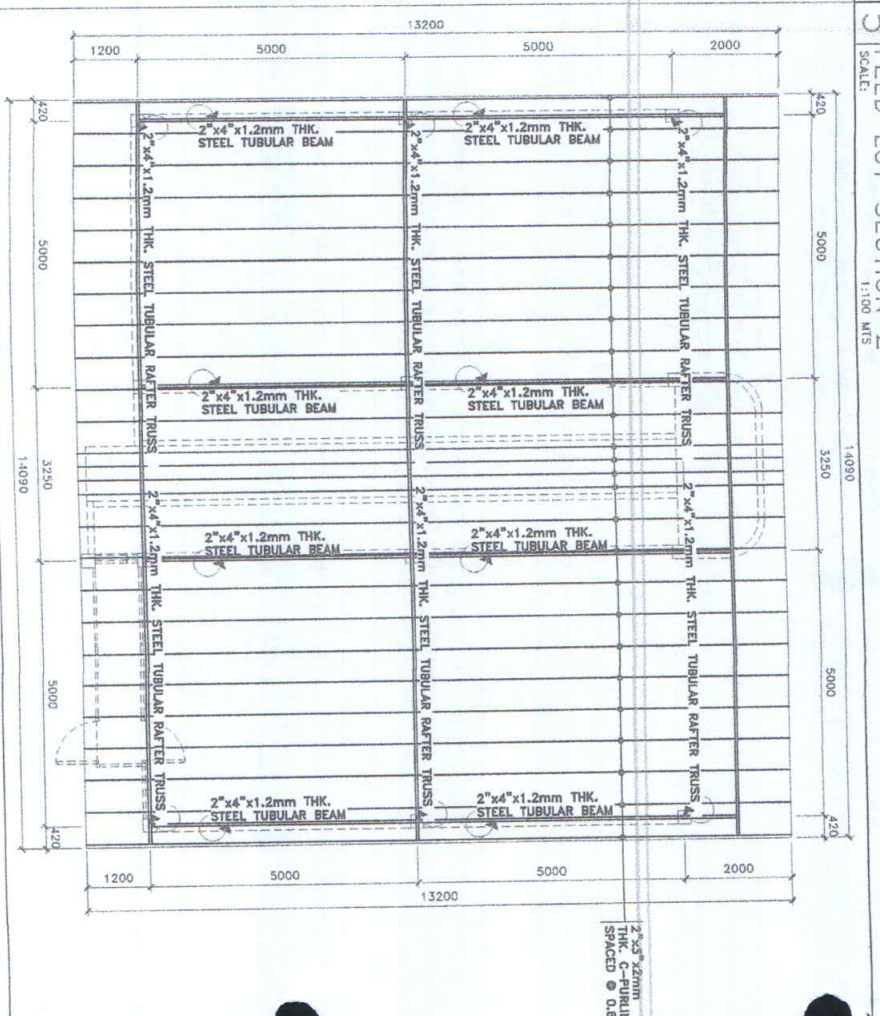 SCALE:
1:100 MTS
13200
1200
5000
5000
2000
420
5000
3250
5000
420
14090
420
5000
3250
5000
420
14090
2"x4"x1.2mm THK.
STEEL TUBULAR BEAM
2"x4"x1.2mm THK.
STEEL TUBULAR BEAM
2"x4"x1.2mm THK. STEEL TUBULAR RAFTER TRUSS
2"x4"x1.2mm THK. STEEL TUBULAR RAFTER TRUSS
2"x4"x1.2mm THK. STEEL TUBULAR RAFTER TRUSS
2"x4"x1.2mm THK.
STEEL TUBULAR BEAM
2"x4"x1.2mm THK.
STEEL TUBULAR BEAM
2"x4"x1.2mm THK. STEEL TUBULAR RAFTER TRUSS
2"x4"x1.2mm THK. STEEL TUBULAR RAFTER TRUSS
2"x4"x1.2mm THK. STEEL TUBULAR RAFTER TRUSS
2"x4"x1.2mm THK.
STEEL TUBULAR BEAM
2"x4"x1.2mm THK.
STEEL TUBULAR BEAM
2"x4"x1.2mm THK.
STEEL TUBULAR BEAM
2"x4"x1.2mm THK.
STEEL TUBULAR BEAM
1200
5000
5000
2000
13200
2"x3"x2mm
THK.
SPACED @